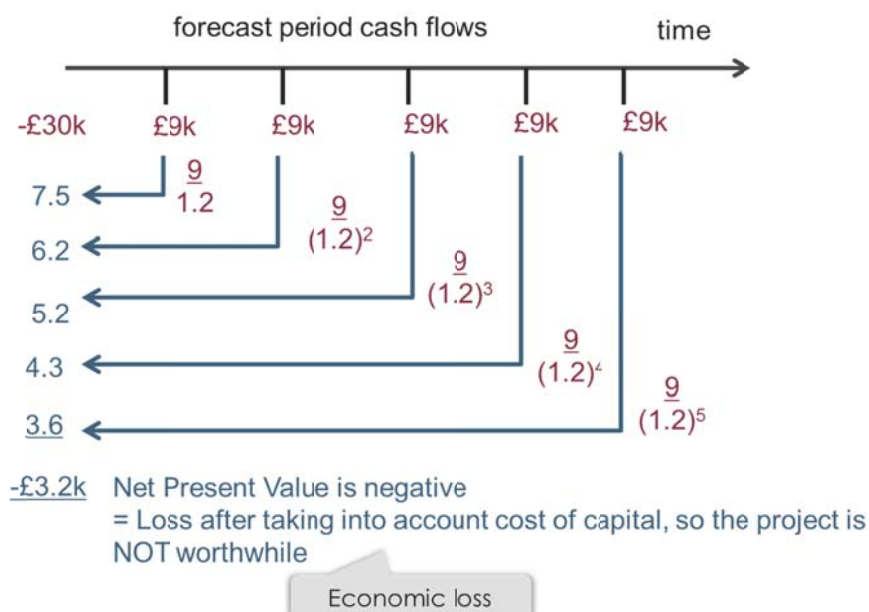 forecast period cash flows time
-£30k £9k £9k £9k £9k £9k
7.5
9
1.2
6.2
9
(1.2)²
5.2
9
(1.2)³
4.3
9
(1.2)⁴
3.6
9
(1.2)⁵
-£3.2k Net Present Value is negative
= Loss after taking into account cost of capital, so the project is
NOT worthwhile
Economic loss